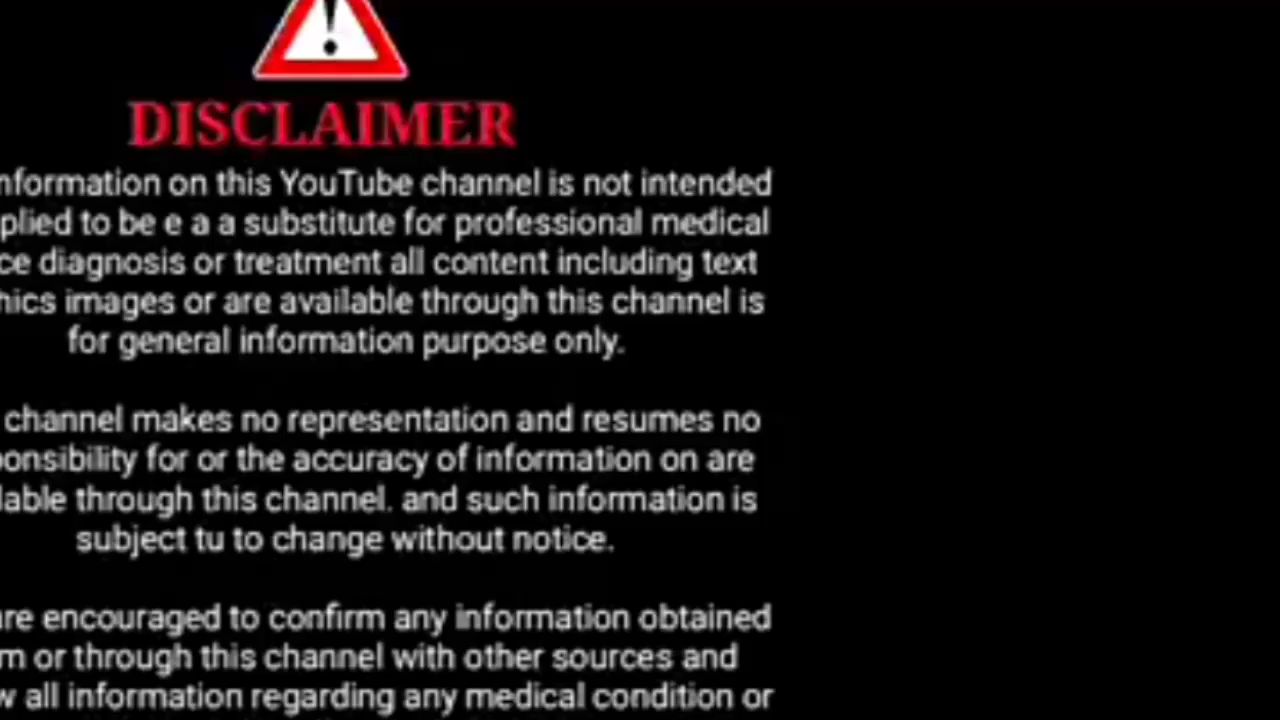 DISCLAIMER
nformation on this YouTube channel is not intended
plied to be e a a substitute for professional medical
ce diagnosis or treatment all content including text
hics images or are available through this channel is
for general information purpose only.
channel makes no representation and resumes no
onsibility for or the accuracy of information on are
lable through this channel. and such information is
subject tu to change without notice.
re encouraged to confirm any information obtained
m or through this channel with other sources and
w all information regarding any medical condition or